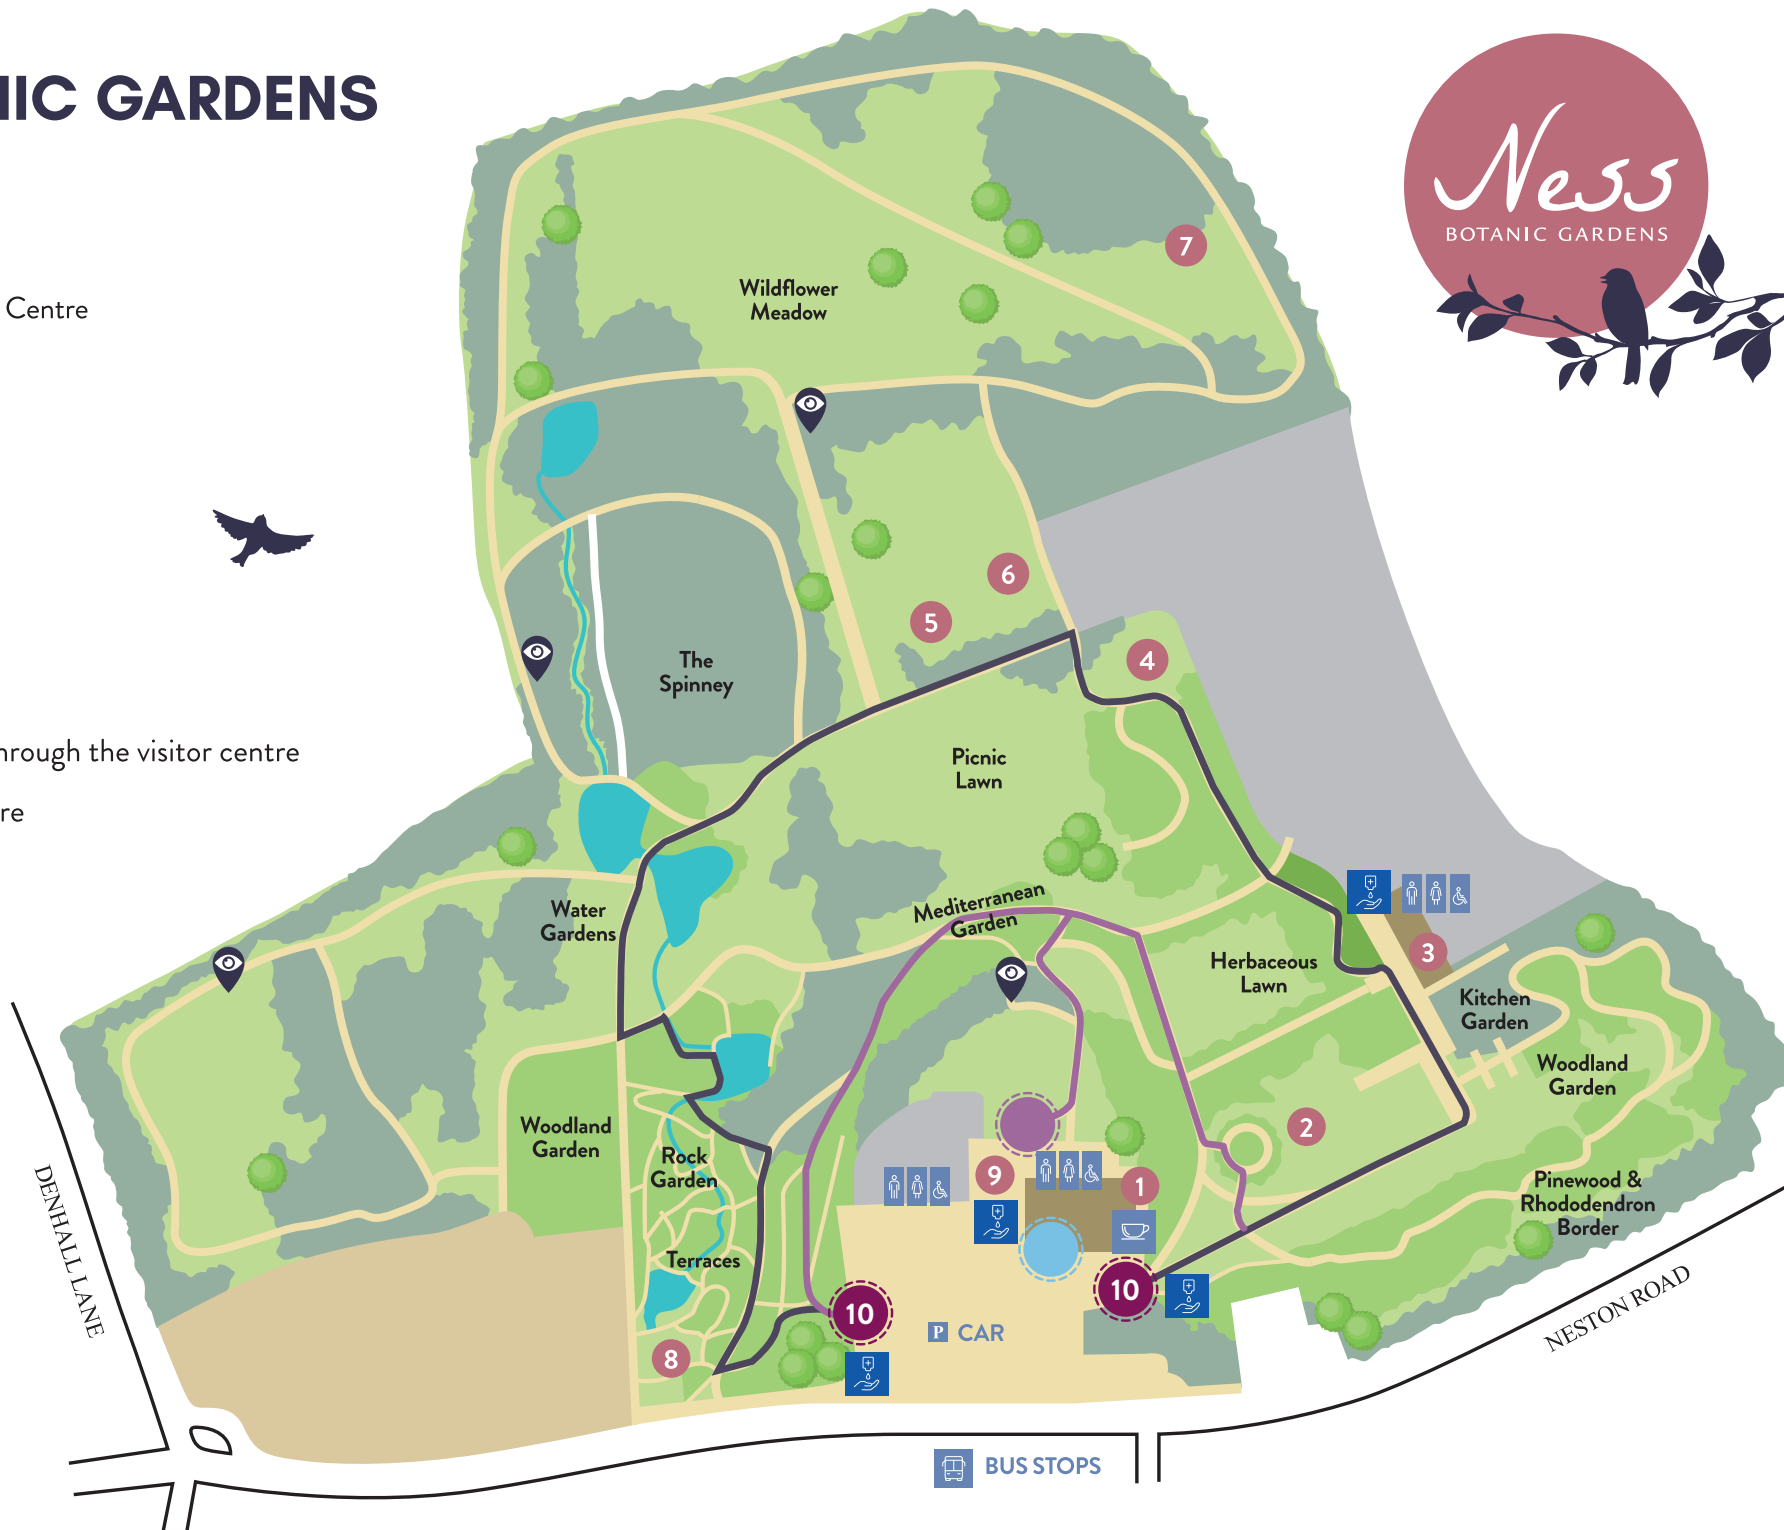 NIC GARDENS
Ness
BOTANIC GARDENS
7
Wildflower
Meadow
Centre
6
5
4
The
Spinney
hrough the visitor centre
Picnic
Lawn
re
Mediterranean
Garden
Water
Gardens
3
Herbaceous
Lawn
Kitchen
Garden
Woodland
Garden
Woodland
Garden
2
Rock
Garden
9
1
Pinewood &
Rhododendron
Border
DENHALL LANE
Terraces
10
10
NESTON ROAD
P CAR
8
BUS STOPS